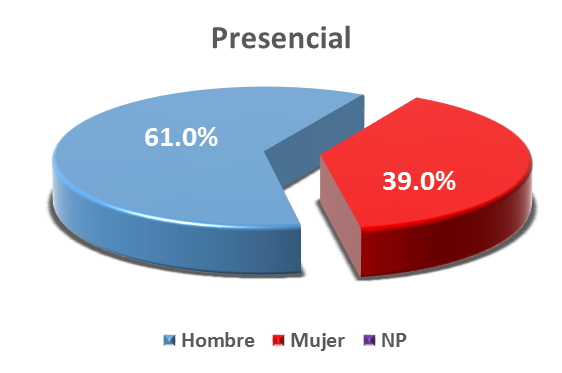 Presencial
61.0%
39.0%
Hombre Mujer NP